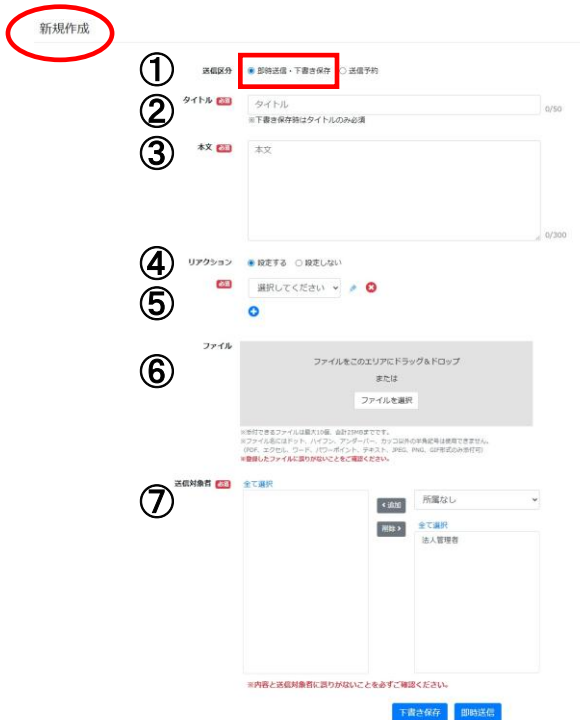 新規作成
① 送信区分 即時送信・下書き保存 送信予約
② タイトル 必須 タイトル 0/50
※下書き保存時はタイトルのみ必須
③ 本文 必須 本文
0/300
④ リアクション 設定する 設定しない
⑤ 必須 選択してください
ファイル
⑥ ファイルをこのエリアにドラッグ&ドロップ
または
ファイルを選択
※添付できるファイルは最大10個、合計25MBまでです。
※ファイル名にはドット、ハイフン、アンダーバー、カッコ以外の半角記号は使用できません。
(PDF、エクセル、ワード、パワーポイント、テキスト、JPEG、PNG、GIF形式のみ添付可)
※登録したファイルに誤りがないことをご確認ください。
⑦ 送信対象者 必須 全て選択
追加 所属なし
削除 全て選択
法人管理者
※内容と送信対象者に誤りがないことを必ずご確認ください。
下書き保存 即時送信